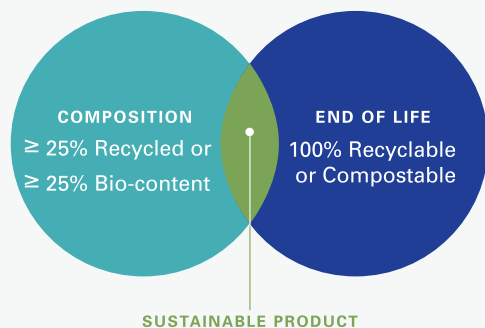 COMPOSITION
≥ 25% Recycled or
≥ 25% Bio-content
END OF LIFE
100% Recyclable
or Compostable
SUSTAINABLE PRODUCT